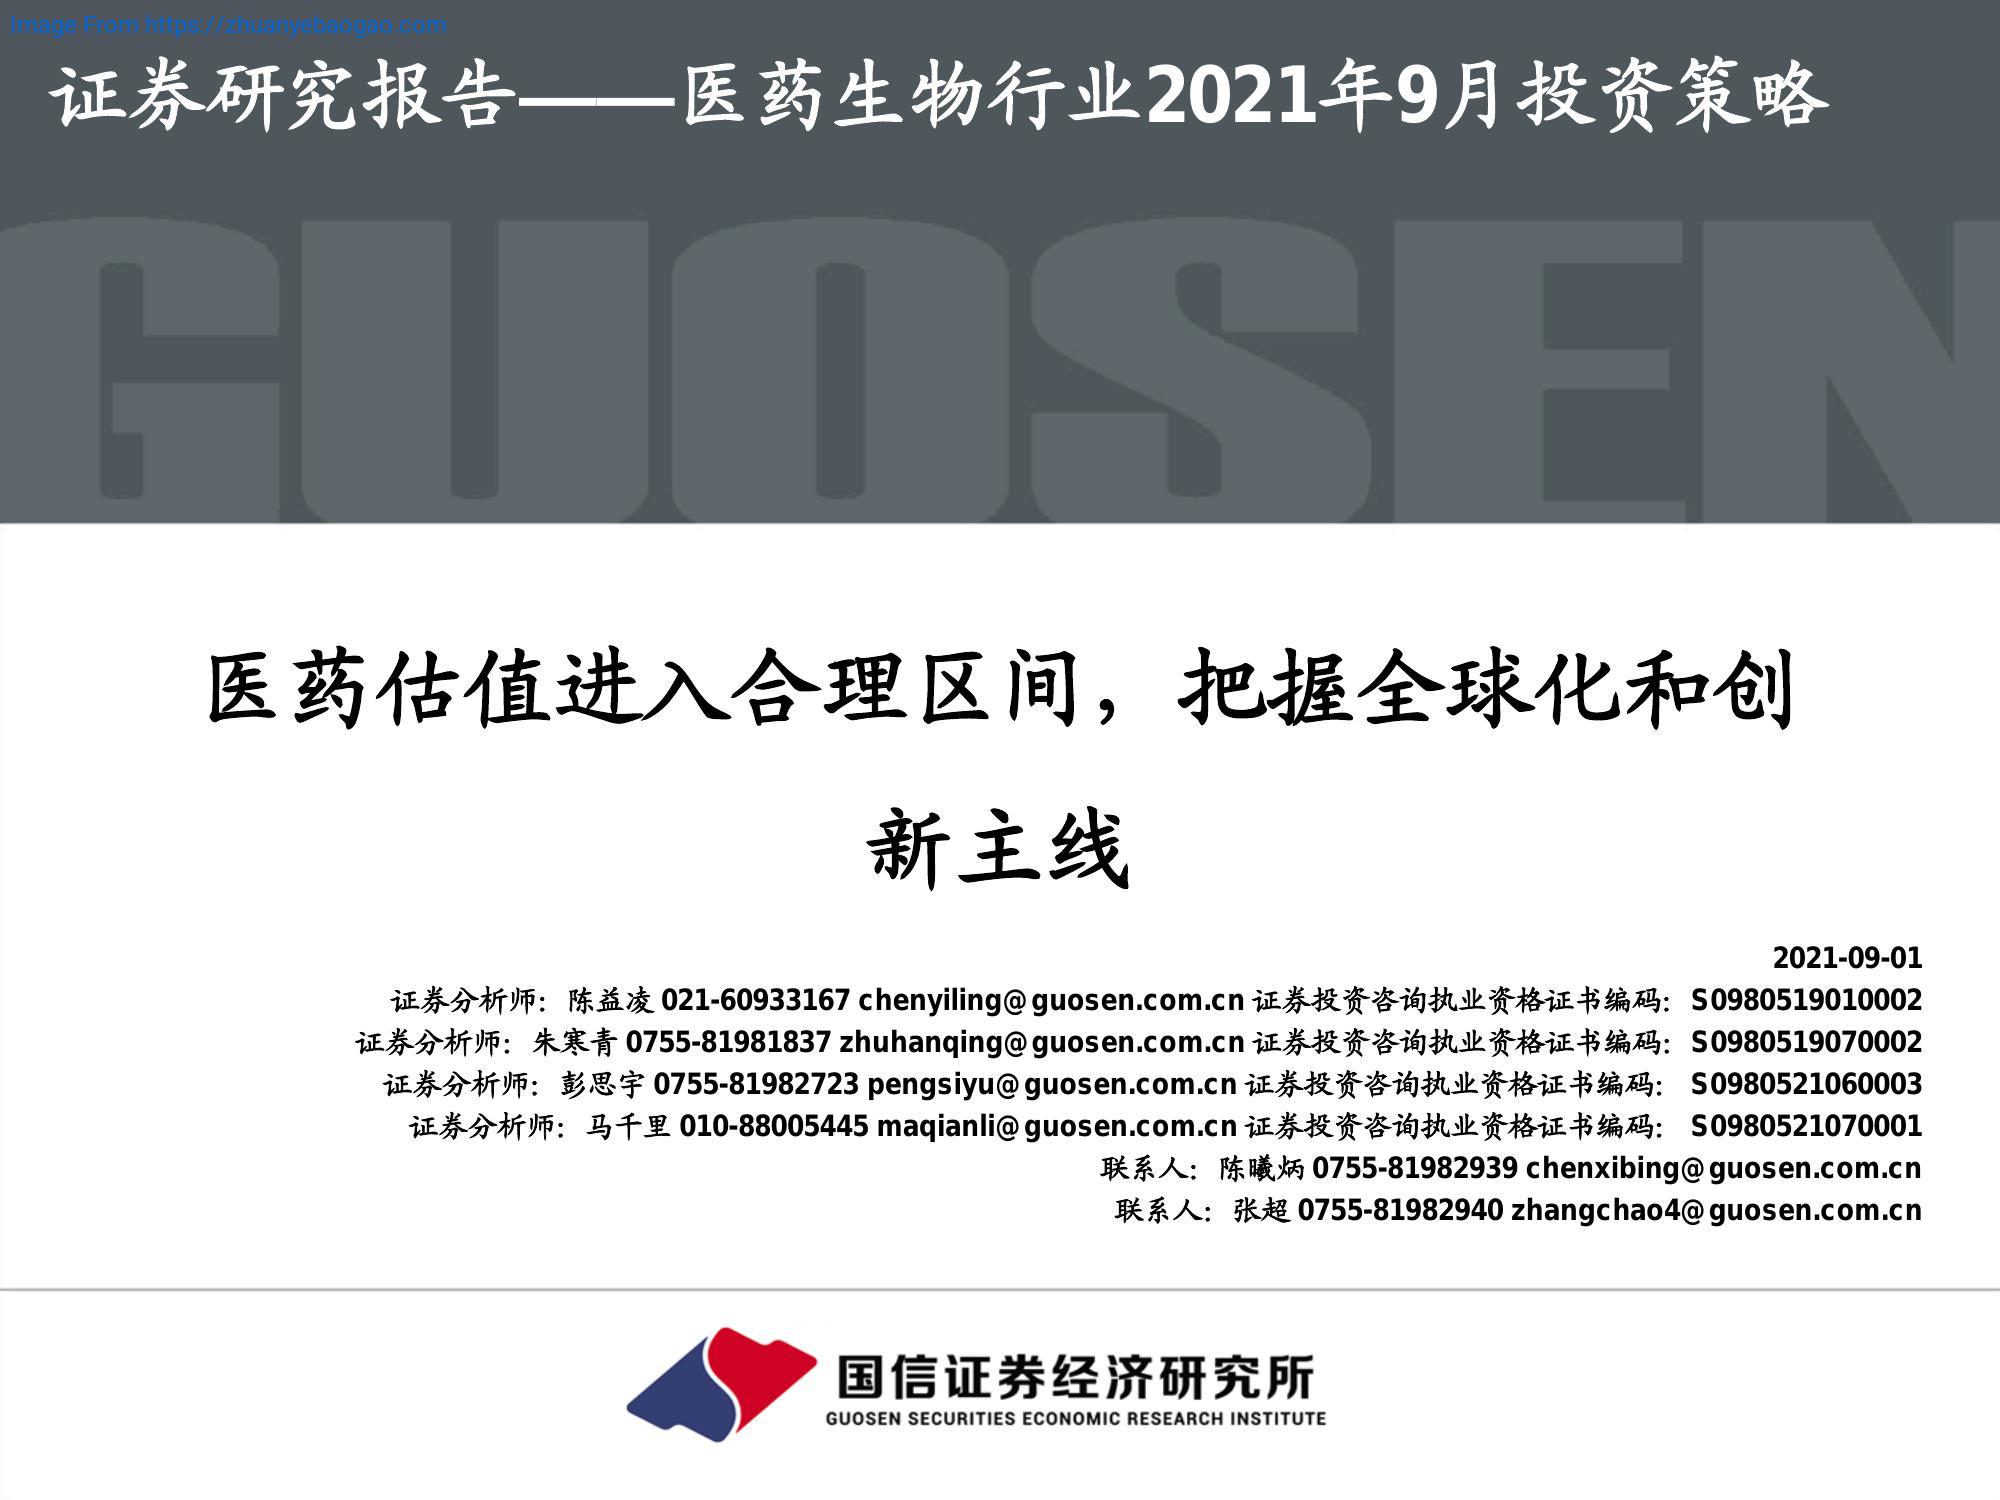 Image From https://zhuanyebaogao.com
证券研究报告——医药生物行业2021年9月投资策略
GUOSEN
医药估值进入合理区间，把握全球化和创
新主线
2021-09-01
证券分析师：陈益凌 021-60933167 chenyiling@guosen.com.cn 证券投资咨询执业资格证书编码：S0980519010002
证券分析师：朱寒青 0755-81981837 zhuhanqing@guosen.com.cn 证券投资咨询执业资格证书编码：S0980519070002
证券分析师：彭思宇 0755-81982723 pengsiyu@guosen.com.cn 证券投资咨询执业资格证书编码：S0980521060003
证券分析师：马千里 010-88005445 maqianli@guosen.com.cn 证券投资咨询执业资格证书编码：S0980521070001
联系人：陈曦炳 0755-81982939 chenxibing@guosen.com.cn
联系人：张超 0755-81982940 zhangchao4@guosen.com.cn
国信证券经济研究所
GUOSEN SECURITIES ECONOMIC RESEARCH INSTITUTE